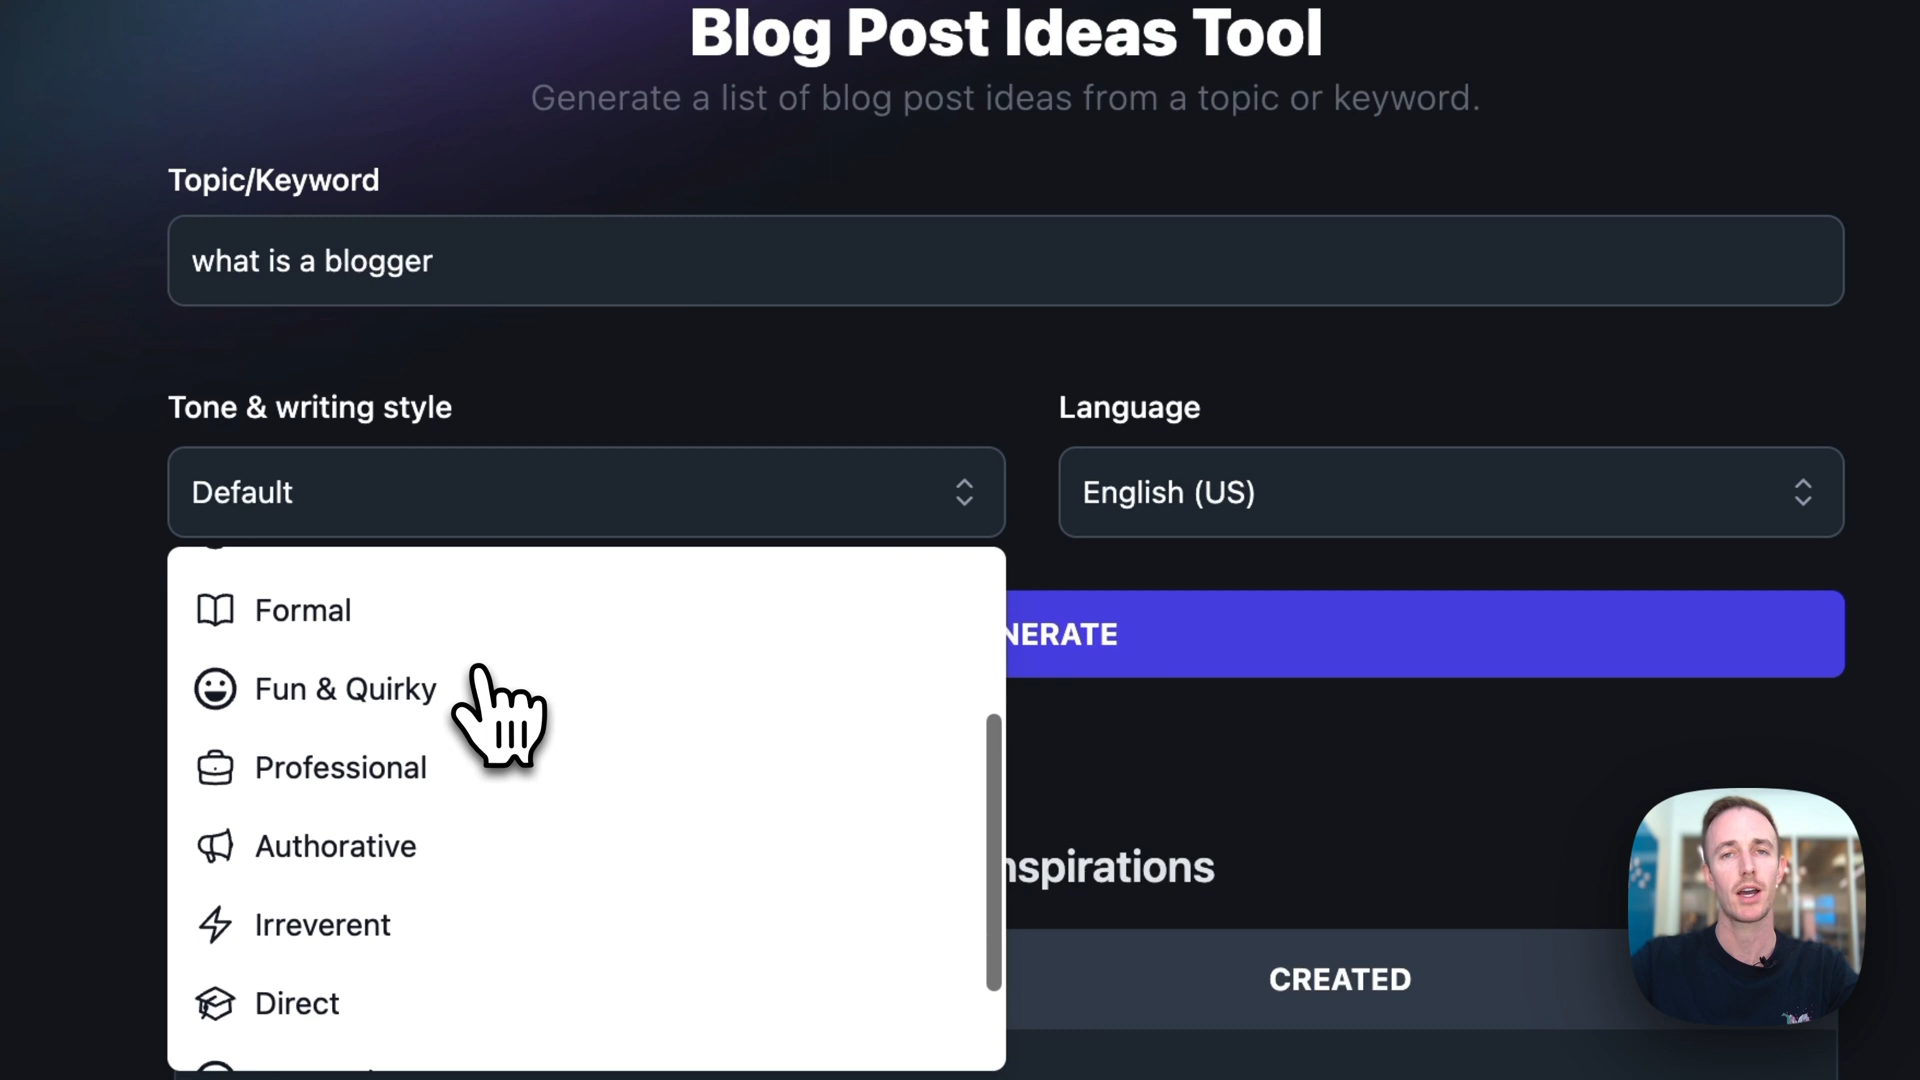 Blog Post Ideas Tool
Generate a list of blog post ideas from a topic or keyword.
Topic/Keyword
what is a blogger
Tone & writing style
Language
Default
English (US)
Formal
NERATE
Fun & Quirky
Professional
Authorative
nspirations
Irreverent
CREATED
Direct